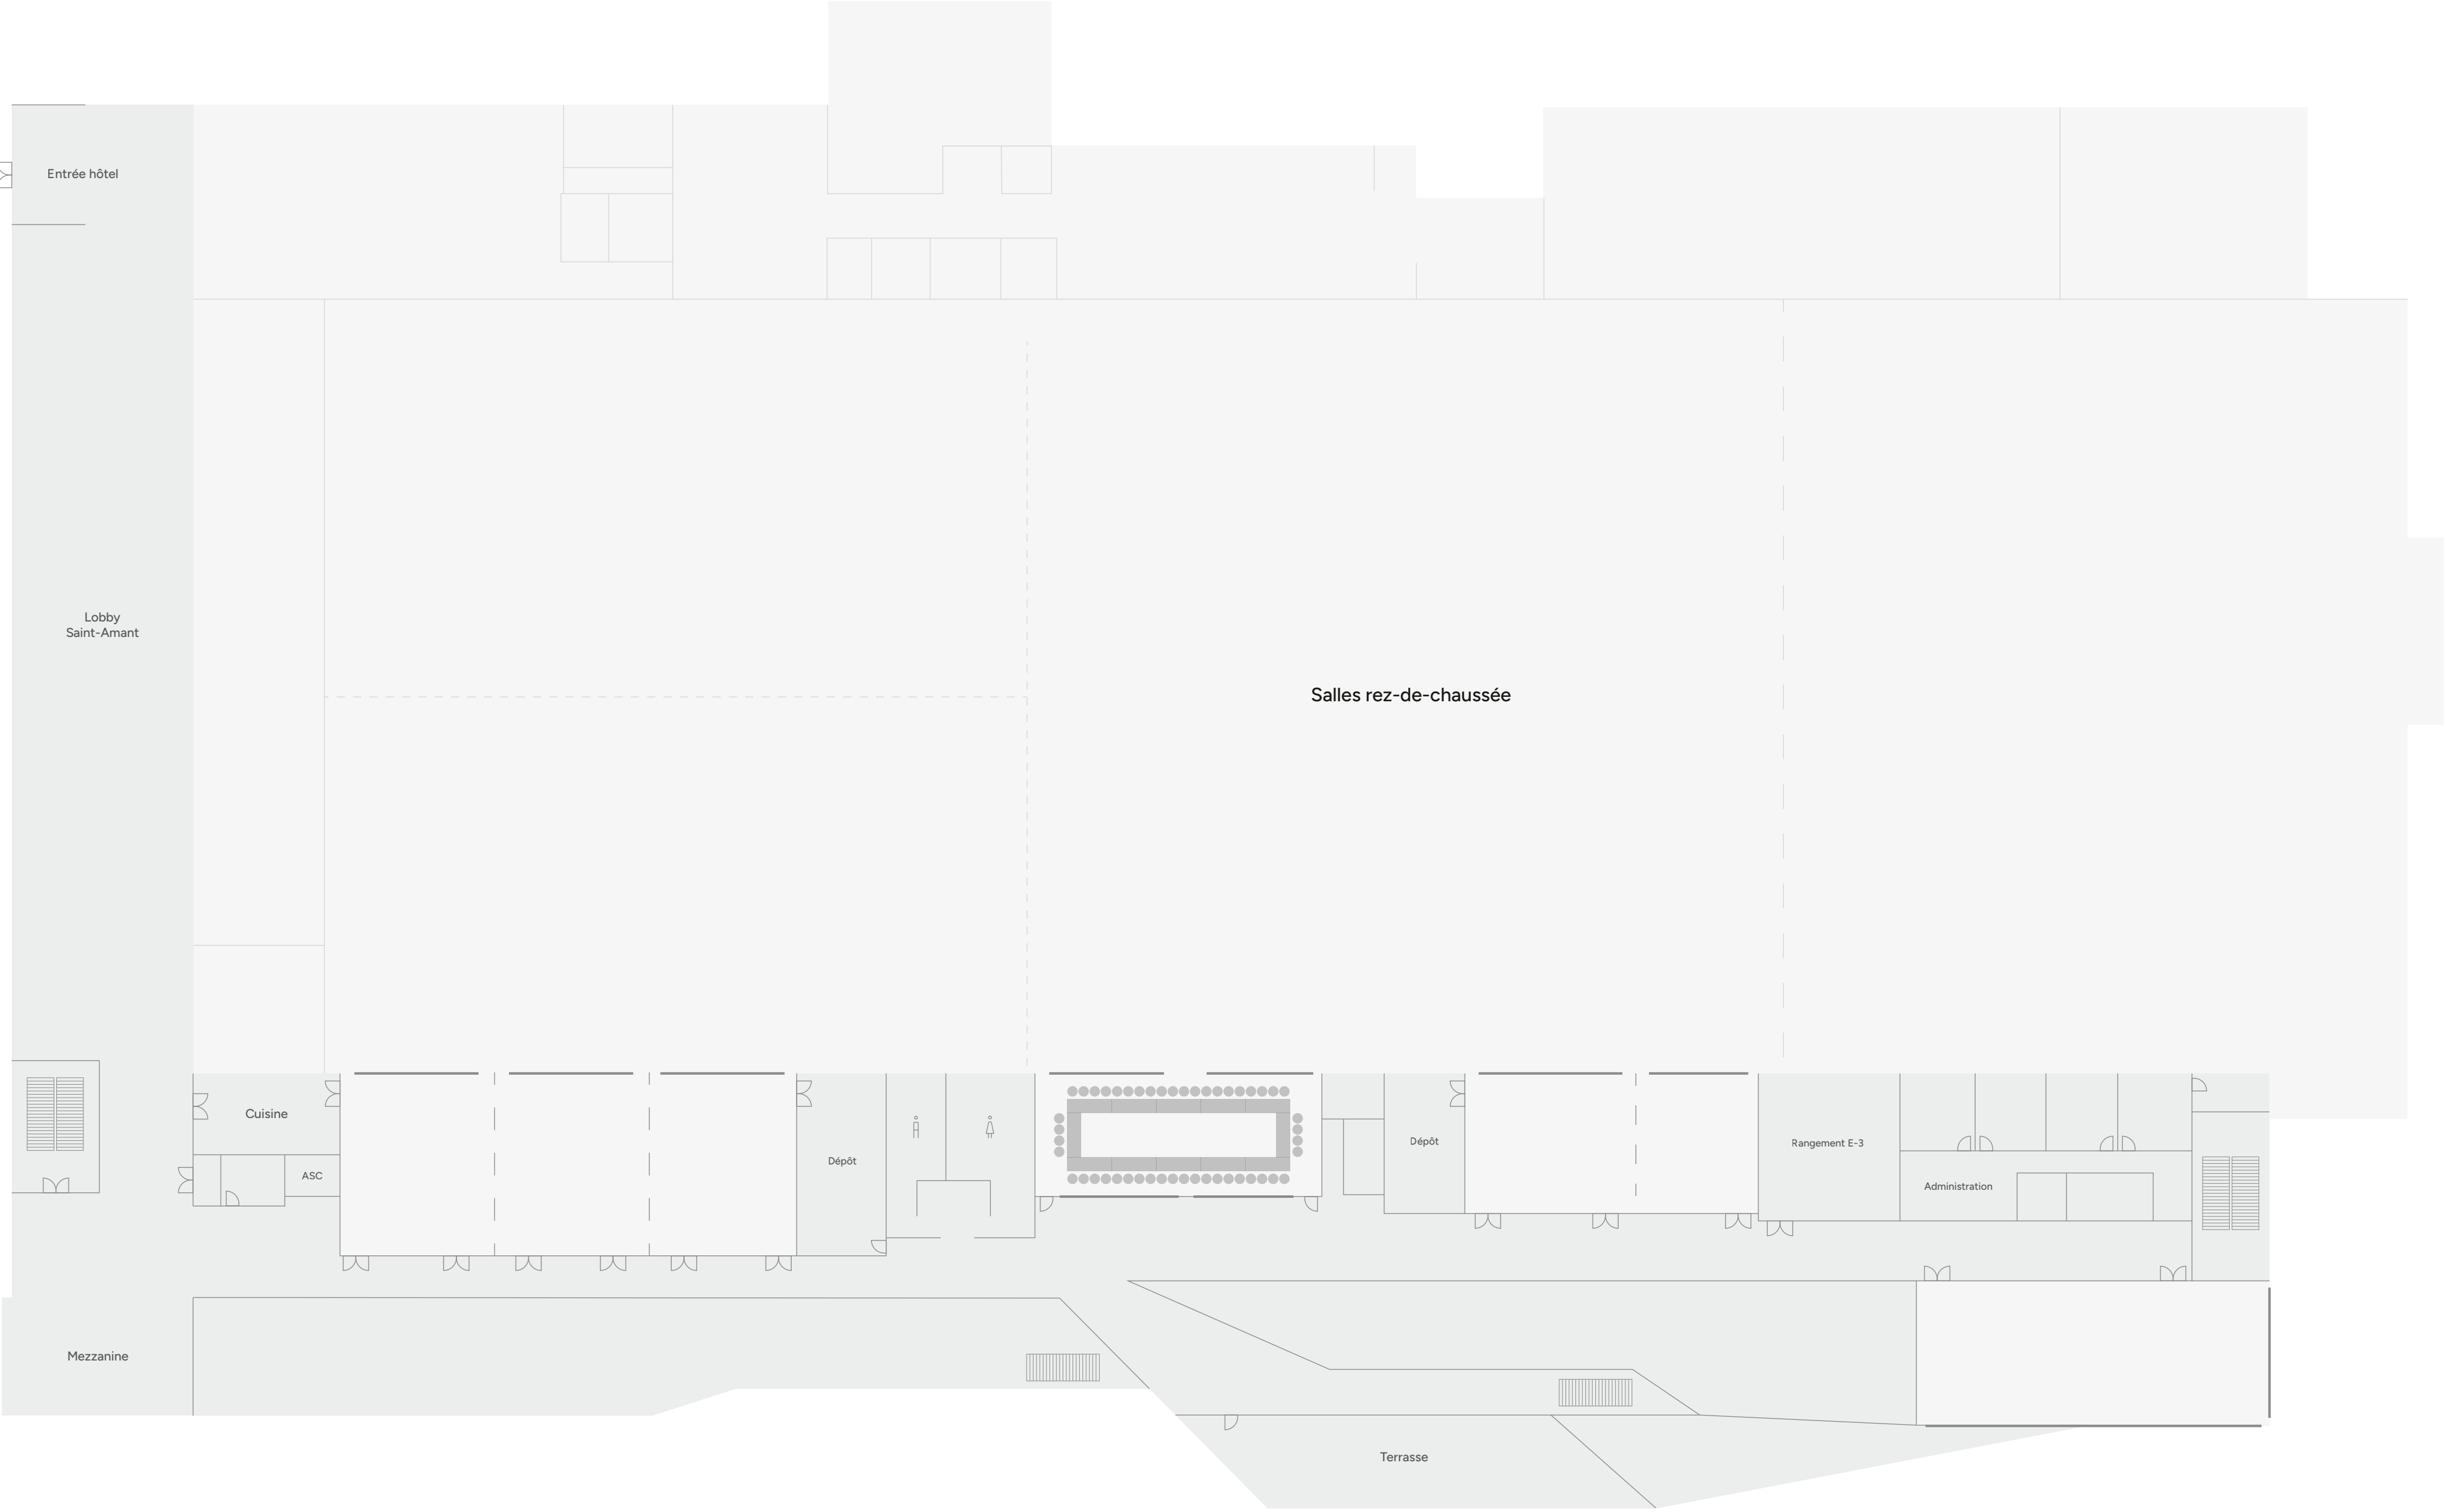 Entrée hôtel
Lobby
Saint-Amant
Salles rez-de-chaussée
Cuisine
ASC
Dépôt
Dépôt
Rangement E-3
Administration
Mezzanine
Terrasse